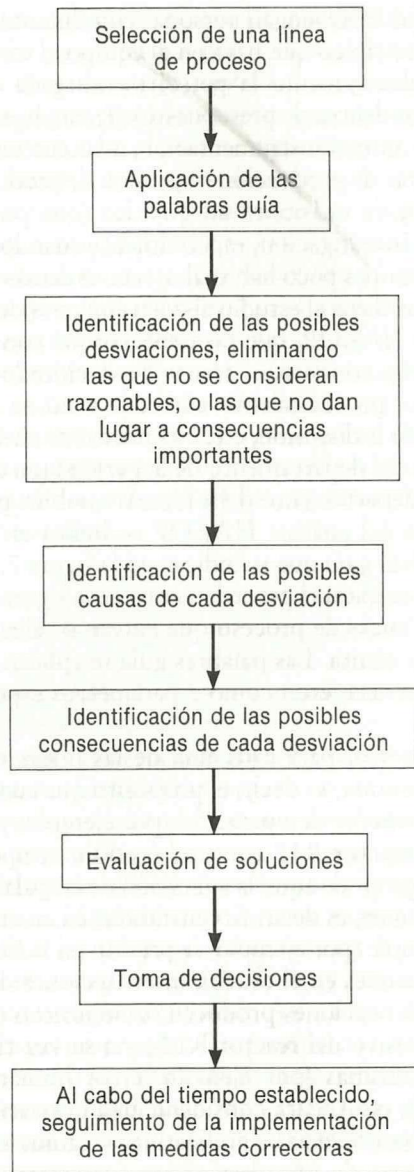 Selección de una línea
de proceso
Aplicación de las
palabras guía
Identificación de las posibles
desviaciones, eliminando
las que no se consideran
razonables, o las que no dan
lugar a consecuencias
importantes
Identificación de las posibles
causas de cada desviación
Identificación de las posibles
consecuencias de cada desviación
Evaluación de soluciones
Toma de decisiones
Al cabo del tiempo establecido,
seguimiento de la implementación
de las medidas correctoras